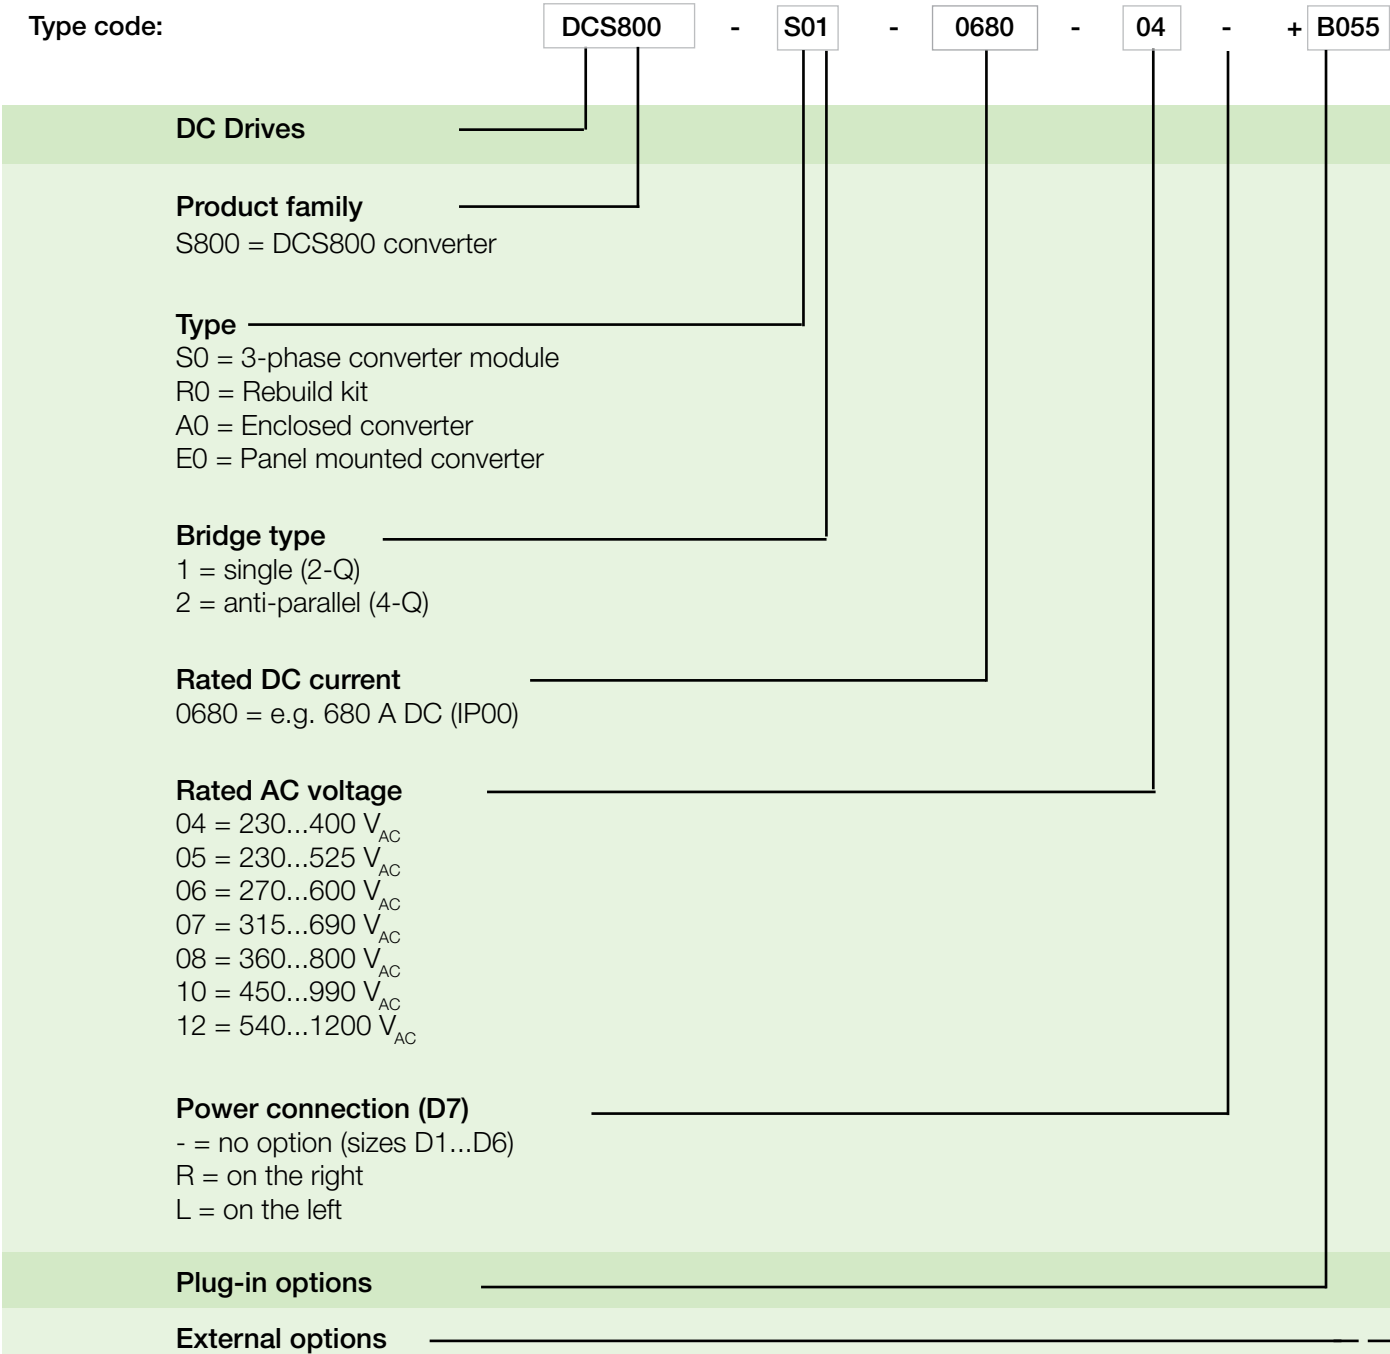 Type code: DCS800 - S01 - 0680 - 04 - + B055
DC Drives
Product family
S800 = DCS800 converter
Type
S0 = 3-phase converter module
R0 = Rebuild kit
A0 = Enclosed converter
E0 = Panel mounted converter
Bridge type
1 = single (2-Q)
2 = anti-parallel (4-Q)
Rated DC current
0680 = e.g. 680 A DC (IP00)
Rated AC voltage
04 = 230...400 VAC
05 = 230...525 VAC
06 = 270...600 VAC
07 = 315...690 VAC
08 = 360...800 VAC
10 = 450...990 VAC
12 = 540...1200 VAC
Power connection (D7)
- = no option (sizes D1...D6)
R = on the right
L = on the left
Plug-in options
External options